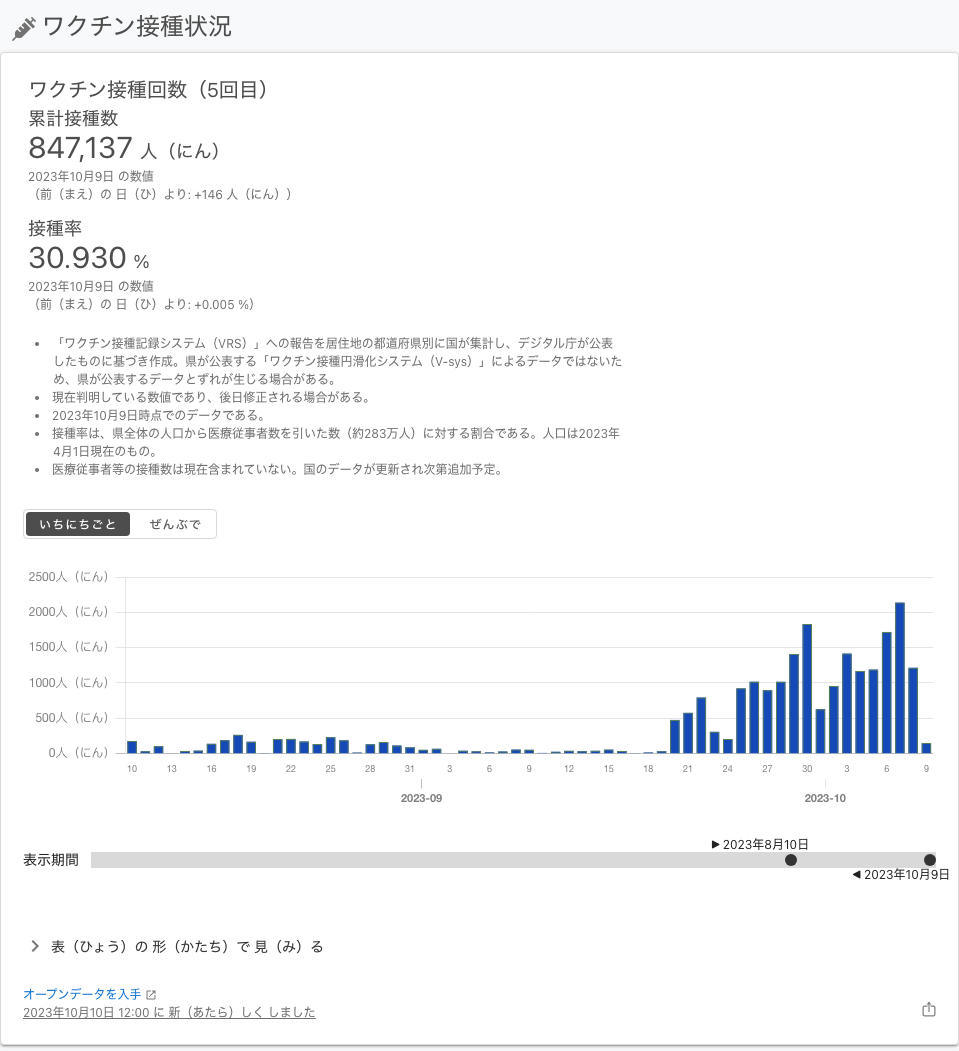 ワクチン接種状況
ワクチン接種回数（5回目）
累計接種数
847,137 人（にん）
2023年10月9日 の数値
（前（まえ）の 日（ひ）より: +146 人（にん））
接種率
30.930 %
2023年10月9日 の数値
（前（まえ）の 日（ひ）より: +0.005 %）
• 「ワクチン接種記録システム（VRS）」への報告を居住地の都道府県別に国が集計し、デジタル庁が公表
したものに基づき作成。県が公表する「ワクチン接種円滑化システム（V-sys）」によるデータではないた
め、県が公表するデータとずれが生じる場合がある。
• 現在判明している数値であり、後日修正される場合がある。
• 2023年10月9日時点でのデータである。
• 接種率は、県全体の人口から医療従事者数を引いた数（約283万人）に対する割合である。人口は2023年
4月1日現在のもの。
• 医療従事者等の接種数は現在含まれていない。国のデータが更新され次第追加予定。
いちにちごと ぜんぶで
2500人（にん）
2000人（にん）
1500人（にん）
1000人（にん）
500人（にん）
0人（にん）
10 13 16 19 22 25 28 31 3 6 9 12 15 18 21 24 27 30 3 6 9
2023-09 2023-10
▶ 2023年8月10日
表示期間
◀ 2023年10月9日
表（ひょう）の 形（かたち）で 見（み）る
オープンデータを入手
2023年10月10日 12:00 に 新（あたら）しく しました